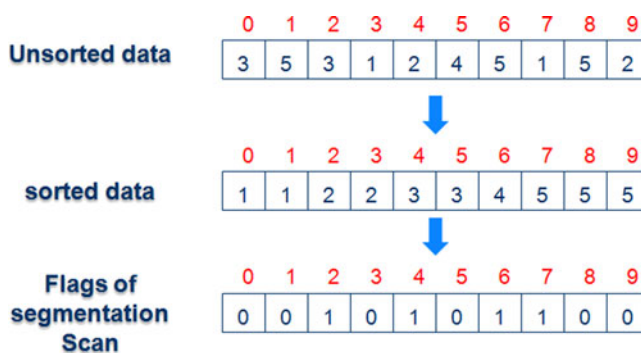 0 1 2 3 4 5 6 7 8 9
Unsorted data 3 5 3 1 2 4 5 1 5 2
0 1 2 3 4 5 6 7 8 9
sorted data 1 1 2 2 3 3 4 5 5 5
0 1 2 3 4 5 6 7 8 9
Flags of
segmentation 0 0 1 0 1 0 1 1 0 0
Scan